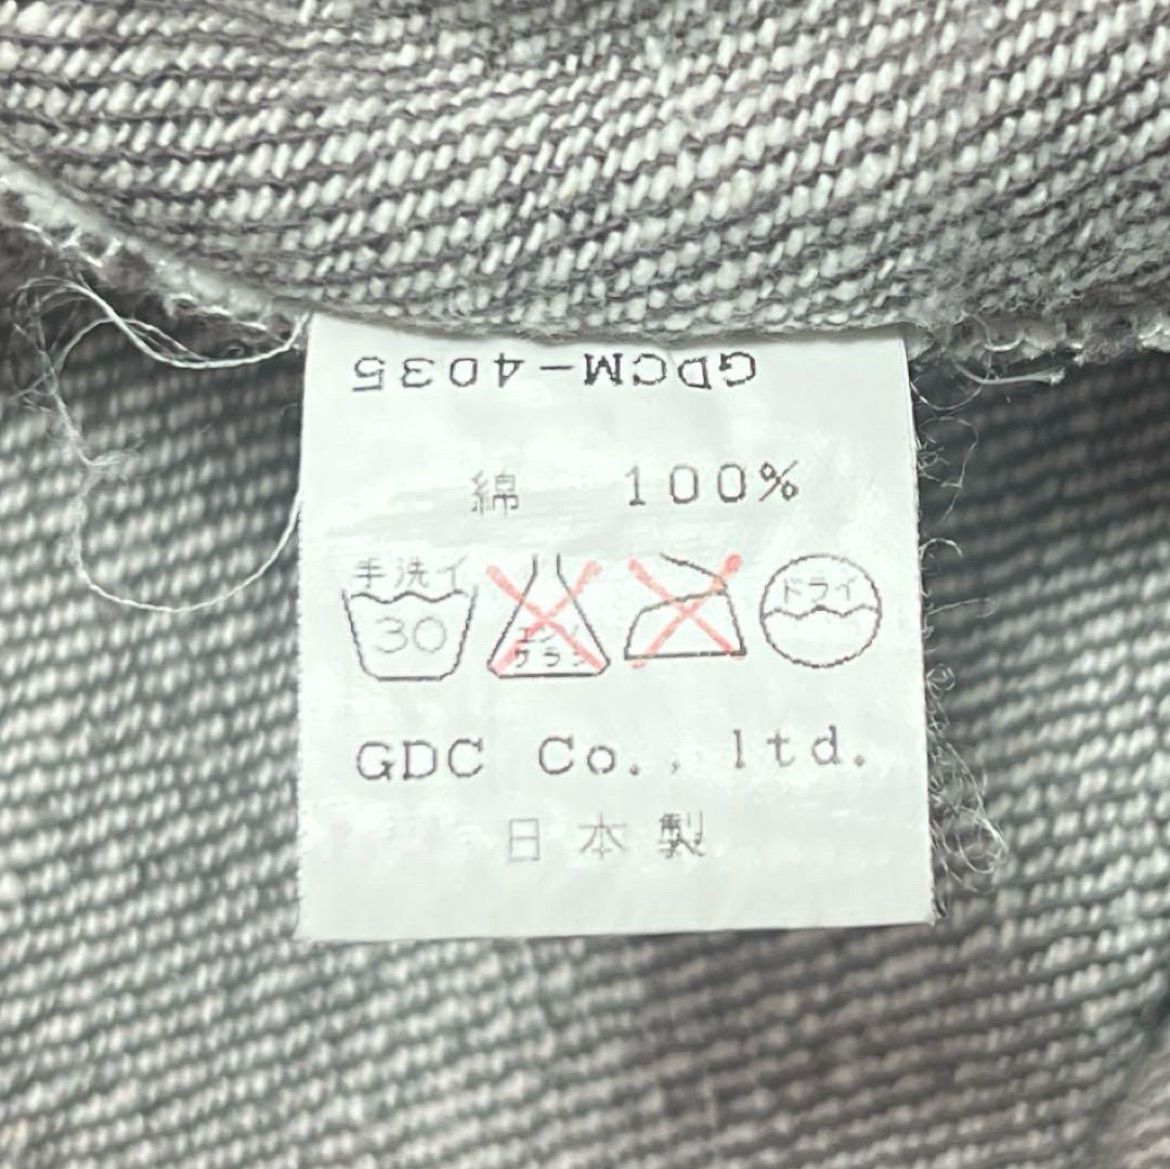 GDCM-4035
綿 100%
手洗イ
30
エンソ
サラシ
ドライ
GDC Co., ltd.
日本製